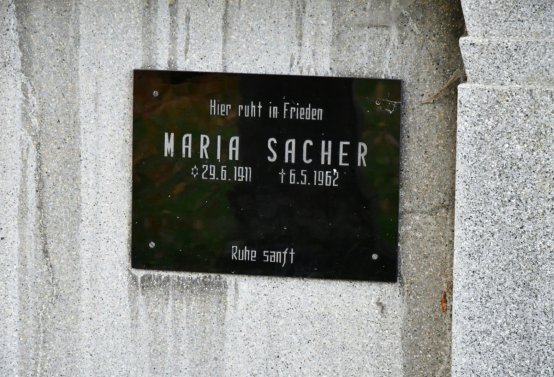 Hier ruht in Frieden
MARIA SACHER
✡29.6.1911 †6.5.1962
Ruhe sanft